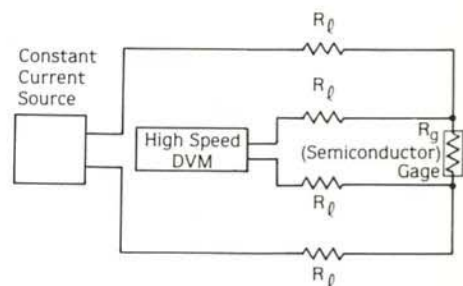 Rℓ
Constant
Current
Source
Rℓ
High Speed
DVM
Rg
(Semiconductor)
Gage
Rℓ
Rℓ